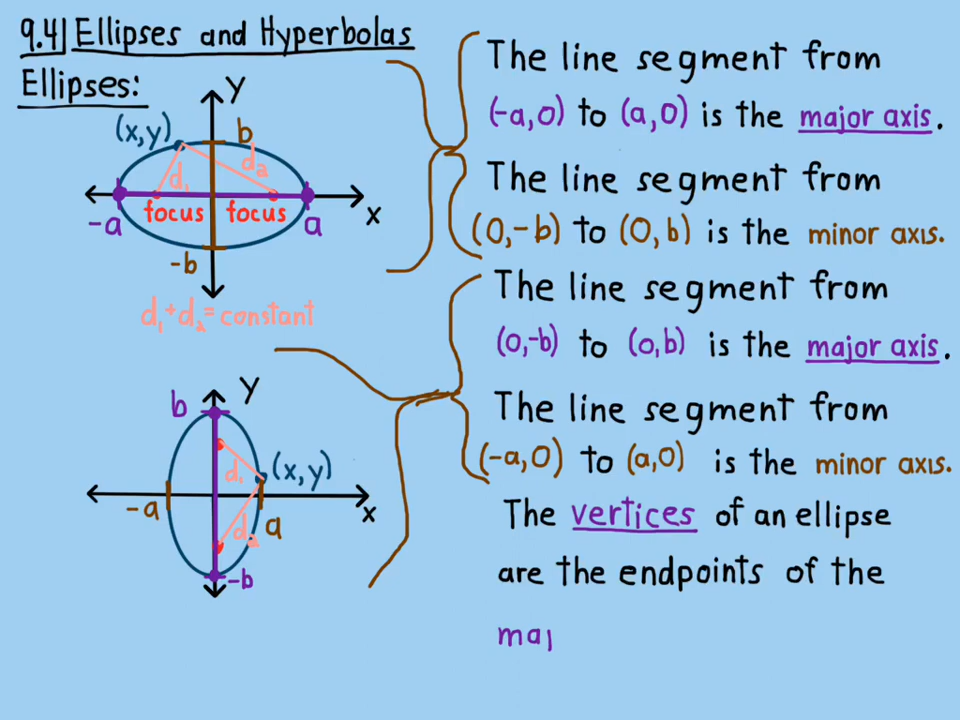 9.4 Ellipses and Hyperbolas
Ellipses:
y
(x,y)
b
d₁
d₂
focus focus
-a
a
x
-b
d₁+d₂=constant
y
b
d₁
(x,y)
-a
a
x
d₂
-b
The line segment from
(-a,0) to (a,0) is the major axis.
The line segment from
(0,-b) to (0,b) is the minor axis.
The line segment from
(0,-b) to (0,b) is the major axis.
The line segment from
(-a,0) to (a,0) is the minor axis.
The vertices of an ellipse
are the endpoints of the
maj